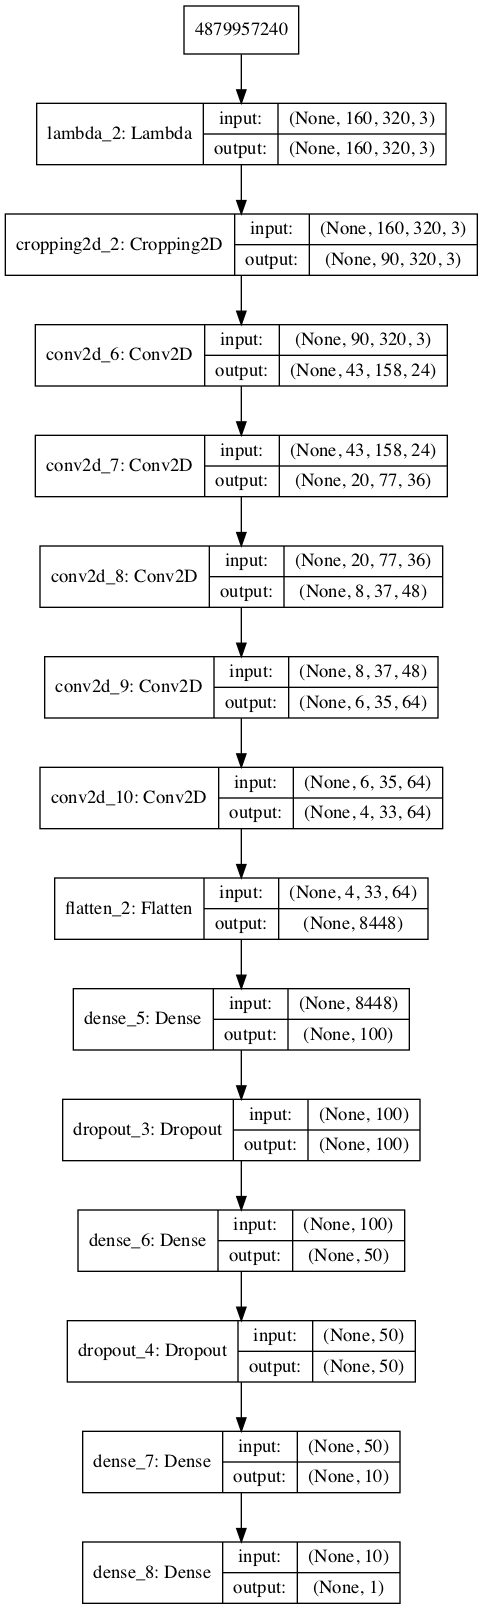 4879957240
lambda_2: Lambda
input: (None, 160, 320, 3)
output: (None, 160, 320, 3)
cropping2d_2: Cropping2D
input: (None, 160, 320, 3)
output: (None, 90, 320, 3)
conv2d_6: Conv2D
input: (None, 90, 320, 3)
output: (None, 43, 158, 24)
conv2d_7: Conv2D
input: (None, 43, 158, 24)
output: (None, 20, 77, 36)
conv2d_8: Conv2D
input: (None, 20, 77, 36)
output: (None, 8, 37, 48)
conv2d_9: Conv2D
input: (None, 8, 37, 48)
output: (None, 6, 35, 64)
conv2d_10: Conv2D
input: (None, 6, 35, 64)
output: (None, 4, 33, 64)
flatten_2: Flatten
input: (None, 4, 33, 64)
output: (None, 8448)
dense_5: Dense
input: (None, 8448)
output: (None, 100)
dropout_3: Dropout
input: (None, 100)
output: (None, 100)
dense_6: Dense
input: (None, 100)
output: (None, 50)
dropout_4: Dropout
input: (None, 50)
output: (None, 50)
dense_7: Dense
input: (None, 50)
output: (None, 10)
dense_8: Dense
input: (None, 10)
output: (None, 1)